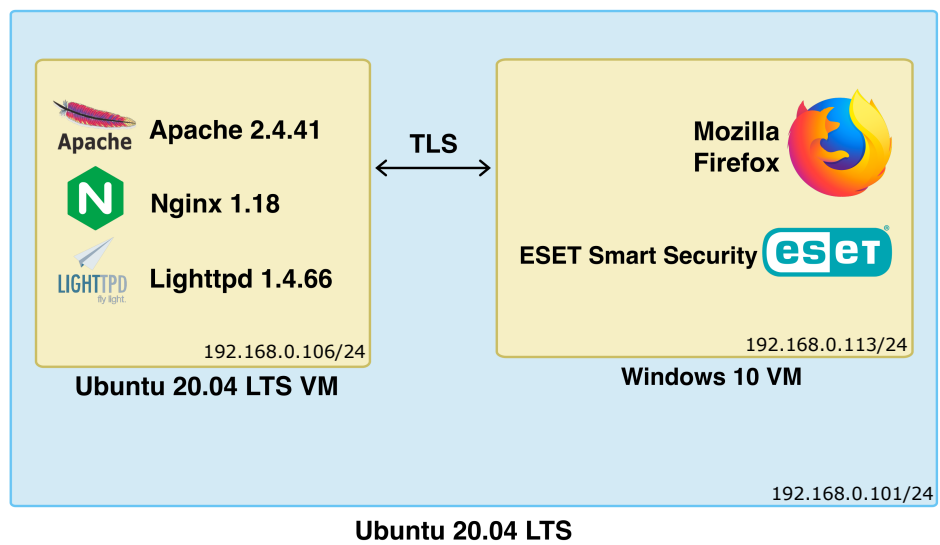 Apache
Apache 2.4.41
N
Nginx 1.18
LIGHTTPD
fly light.
Lighttpd 1.4.66
192.168.0.106/24
Ubuntu 20.04 LTS VM
TLS
Mozilla
Firefox
ESET Smart Security
eseT
®
192.168.0.113/24
Windows 10 VM
192.168.0.101/24
Ubuntu 20.04 LTS